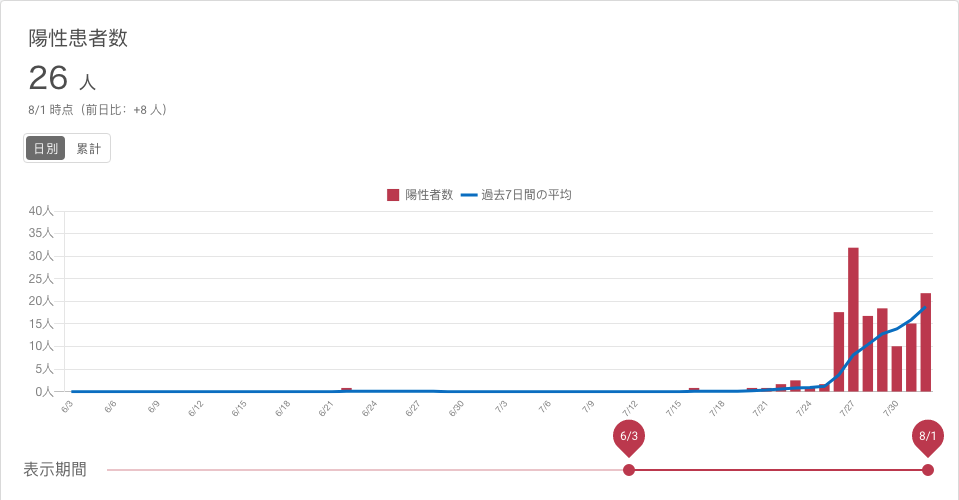 陽性患者数
26 人
8/1 時点（前日比: +8 人）
日別 累計
陽性者数 過去7日間の平均
40人
35人
30人
25人
20人
15人
10人
5人
0人
6/3 6/6 6/9 6/12 6/15 6/18 6/21 6/24 6/27 6/30 7/3 7/6 7/9 7/12 7/15 7/18 7/21 7/24 7/27 7/30
6/3 8/1
表示期間